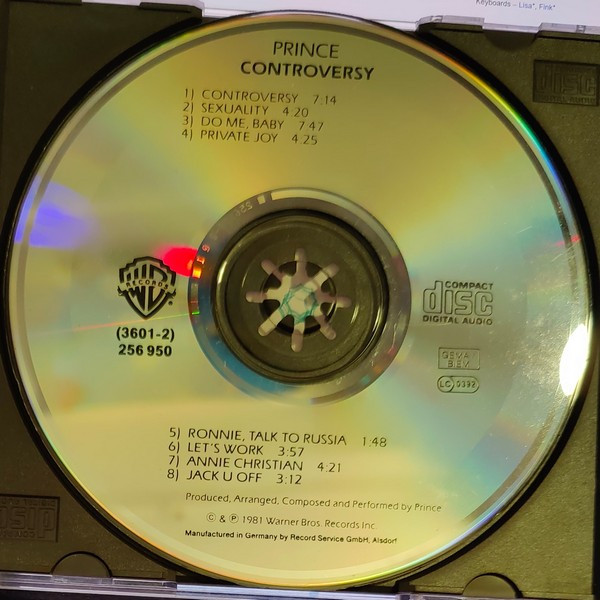 Keyboards – Lisa*, Fink*
PRINCE
CONTROVERSY
1) CONTROVERSY 7:14
2) SEXUALITY 4:20
3) DO ME, BABY 7:47
4) PRIVATE JOY 4:25
WB
RECORDS
(3601-2)
256 950
COMPACT
disc
DIGITAL AUDIO
GEMA
BIEM
LC 0392
5) RONNIE, TALK TO RUSSIA 1:48
6) LET'S WORK 3:57
7) ANNIE CHRISTIAN 4:21
8) JACK U OFF 3:12
Produced, Arranged, Composed and Performed by Prince
© & ℗ 1981 Warner Bros. Records Inc.
Manufactured in Germany by Record Service GmbH, Alsdorf